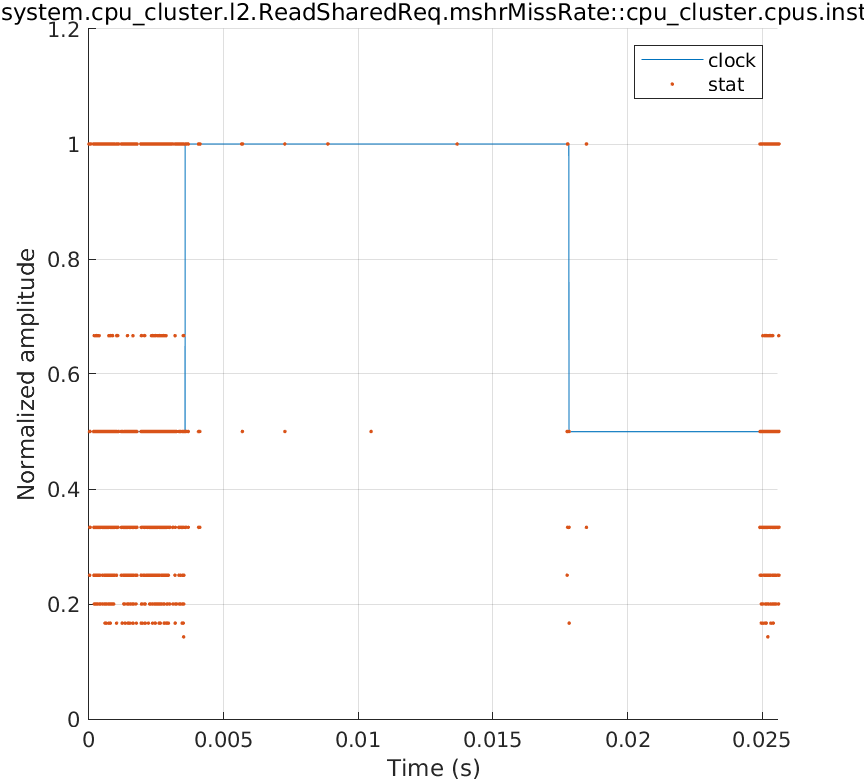 system.cpu_cluster.l2.ReadSharedReq.mshrMissRate::cpu_cluster.cpus.inst
1.2
clock
stat
1
0.8
0.6
0.4
0.2
0
Normalized amplitude
0 0.005 0.01 0.015 0.02 0.025
Time (s)